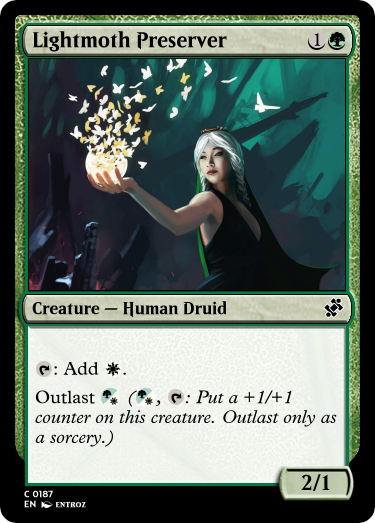 Lightmoth Preserver 1
Creature — Human Druid
: Add .
Outlast (, : Put a +1/+1
counter on this creature. Outlast only as
a sorcery.)
2/1
C 0187
EN ENTROZ